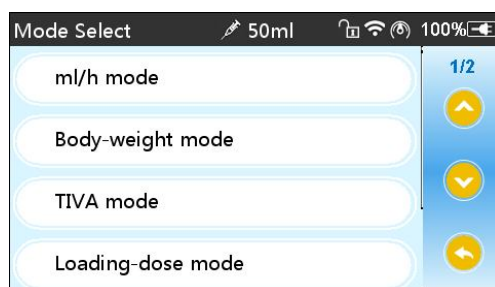 Mode Select 50ml 100%
1/2
ml/h mode
Body-weight mode
TIVA mode
Loading-dose mode